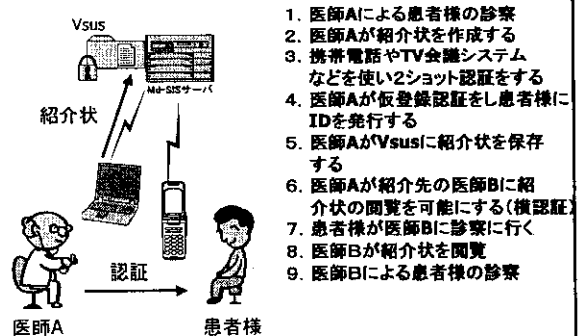 Vsus
Md-SISサーバ
紹介状
認証
医師A
患者様
1. 医師Aによる患者様の診察
2. 医師Aが紹介状を作成する
3. 携帯電話やTV会議システム
などを使い2ショット認証をする
4. 医師Aが仮登録認証をし患者様に
IDを発行する
5. 医師AがVsusに紹介状を保存
する
6. 医師Aが紹介先の医師Bに紹
介状の閲覧を可能にする(横認証)
7. 患者様が医師Bに診察に行く
8. 医師Bが紹介状を閲覧
9. 医師Bによる患者様の診察